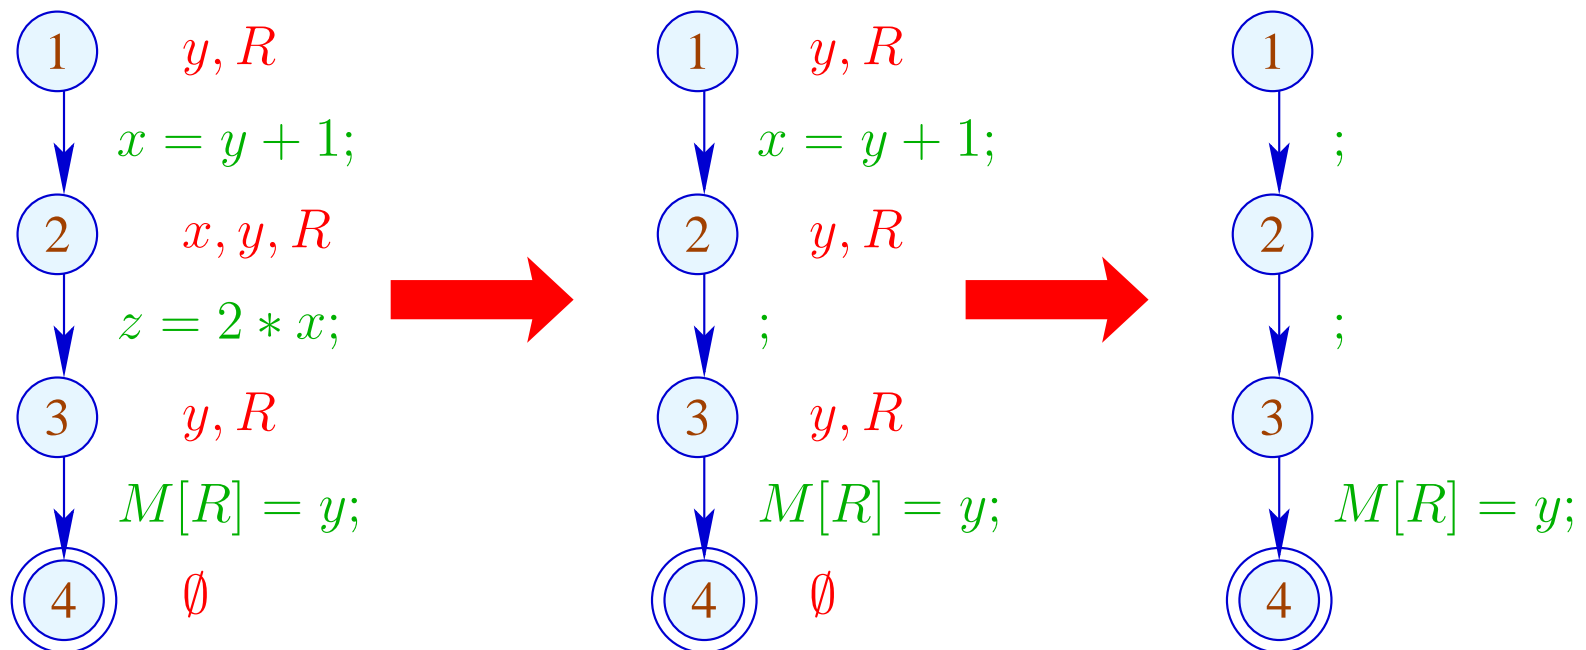 1 y, R
x = y + 1;
2 x, y, R
z = 2 ∗ x;
3 y, R
M[R] = y;
4 ∅
1 y, R
x = y + 1;
2 y, R
;
3 y, R
M[R] = y;
4 ∅
1
;
2
;
3
M[R] = y;
4